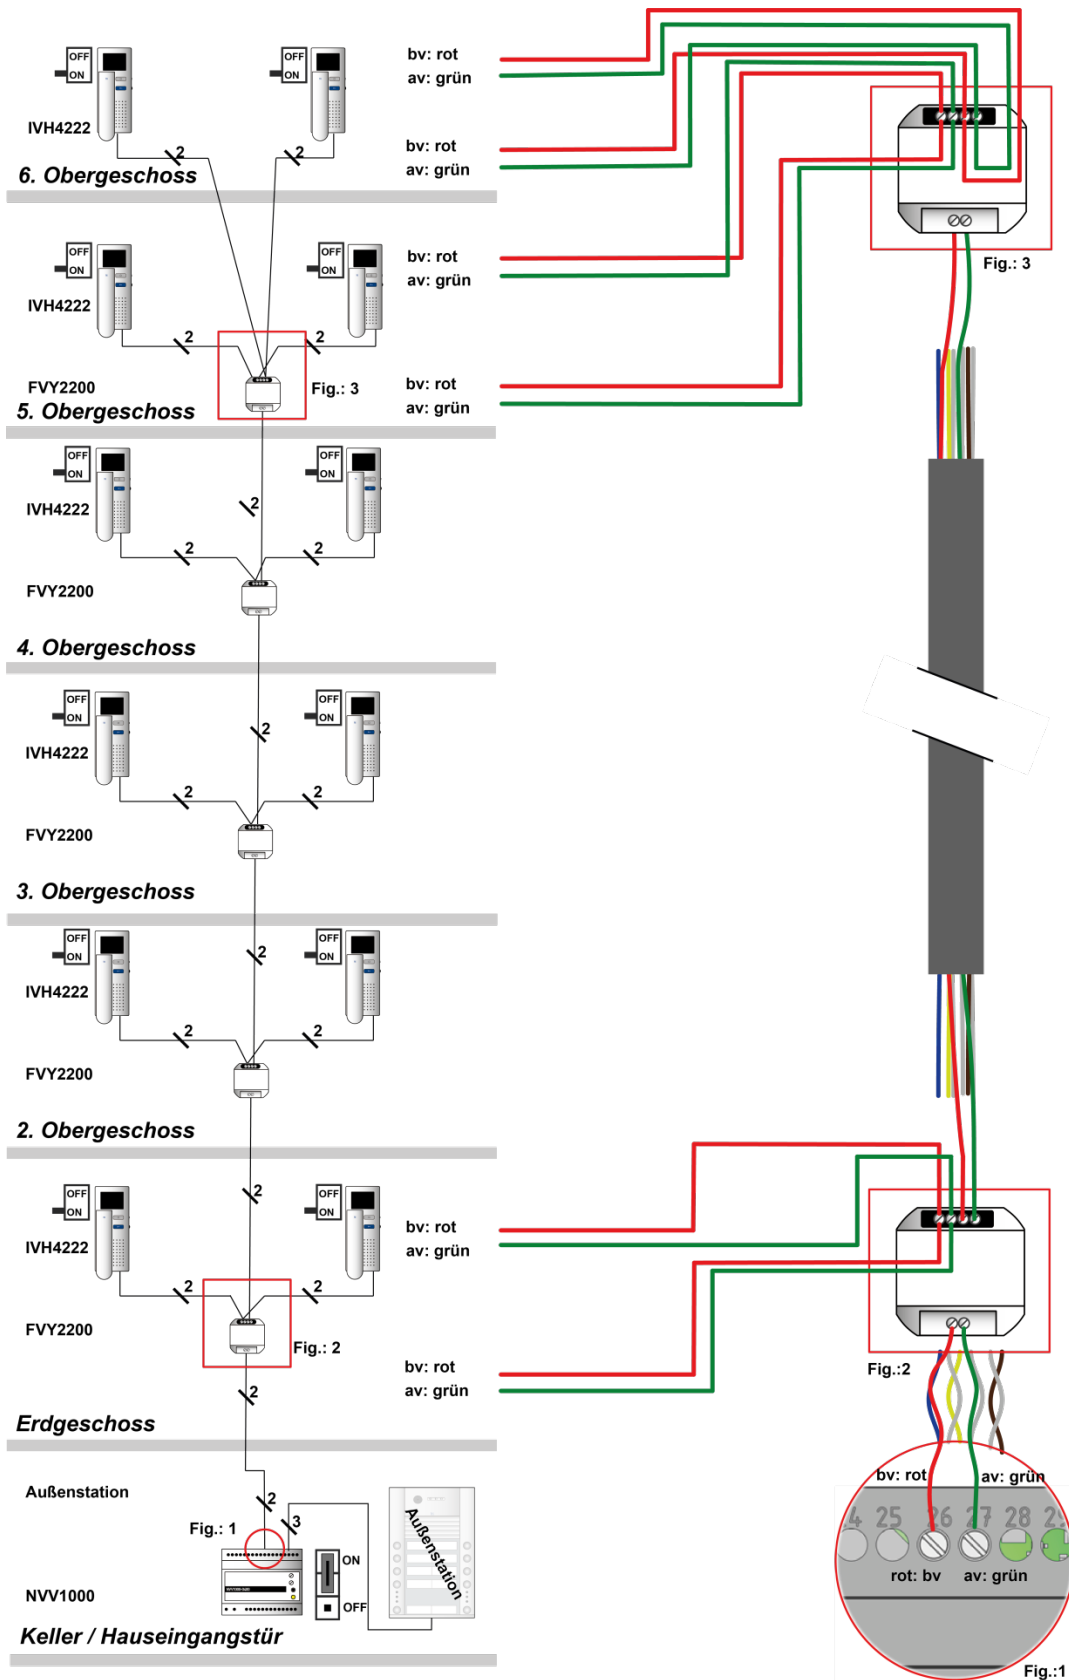 OFF
ON
OFF
ON
IVH4222
2
2
6. Obergeschoss
bv: rot
av: grün
bv: rot
av: grün
OFF
ON
OFF
ON
IVH4222
2
2
FVY2200
Fig.: 3
5. Obergeschoss
bv: rot
av: grün
bv: rot
av: grün
Fig.: 3
OFF
ON
OFF
ON
IVH4222
2
2
2
FVY2200
4. Obergeschoss
OFF
ON
OFF
ON
IVH4222
2
2
2
FVY2200
3. Obergeschoss
OFF
ON
OFF
ON
IVH4222
2
2
2
FVY2200
2. Obergeschoss
OFF
ON
OFF
ON
IVH4222
2
2
2
FVY2200
Fig.: 2
2
Erdgeschoss
bv: rot
av: grün
bv: rot
av: grün
Fig.:2
Außenstation
2
3
Fig.: 1
ON
OFF
Außenstation
NVV1000
Keller / Hauseingangstür
bv: rot
av: grün
25
26
27
28
rot: bv
av: grün
Fig.:1